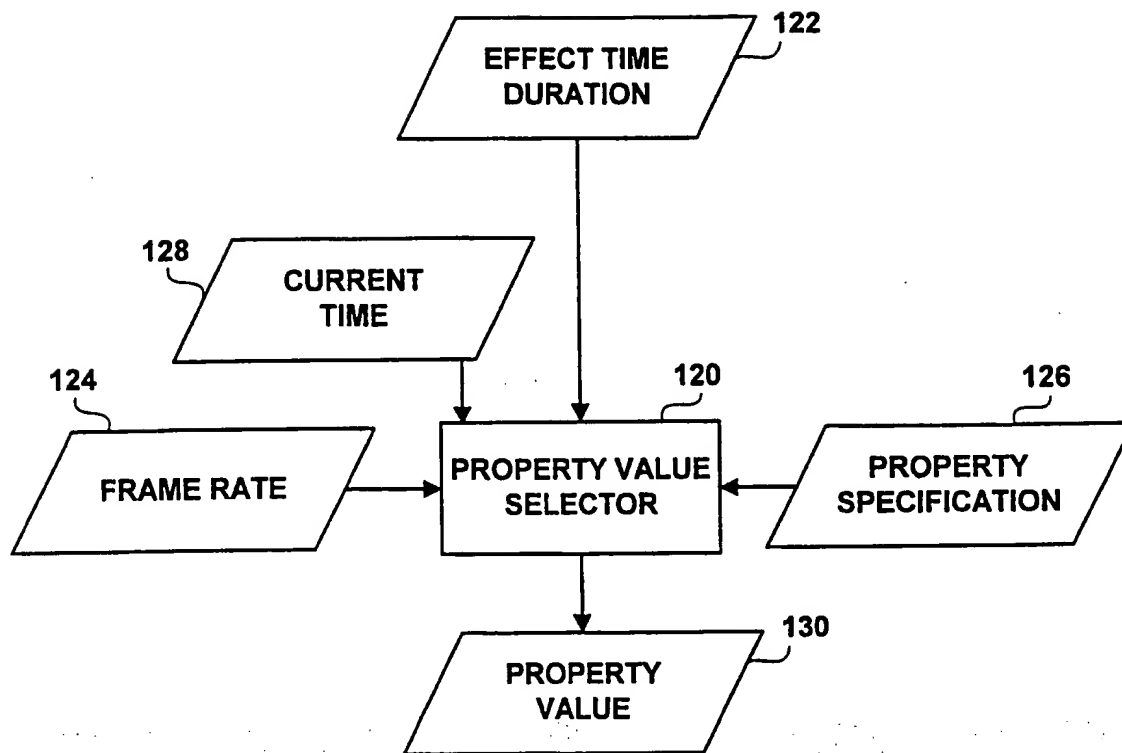 122
EFFECT TIME
DURATION
128
CURRENT
TIME
124
FRAME RATE
120
PROPERTY VALUE
SELECTOR
126
PROPERTY
SPECIFICATION
130
PROPERTY
VALUE